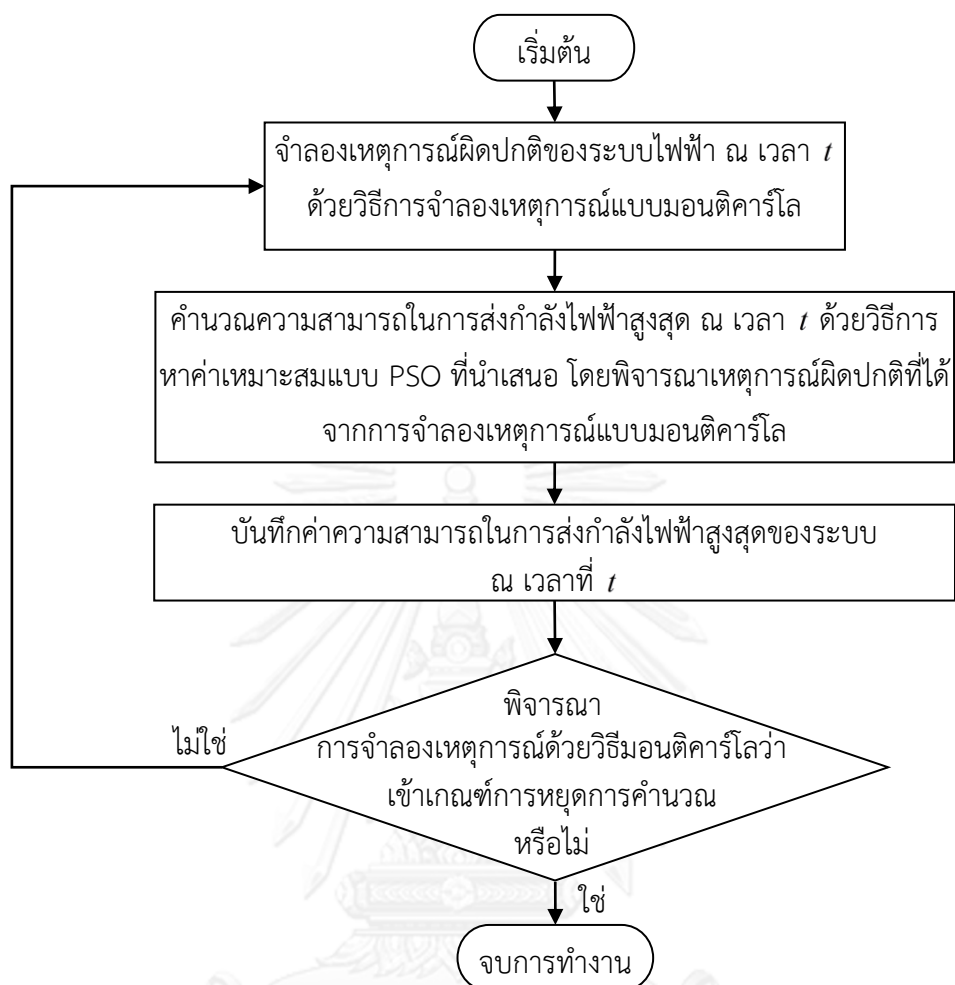 เริ่มต้น
จำลองเหตุการณ์ผิดปกติของระบบไฟฟ้า ณ เวลา t
ด้วยวิธีการจำลองเหตุการณ์แบบมอนติคาร์โล
คำนวณความสามารถในการส่งกำลังไฟฟ้าสูงสุด ณ เวลา t ด้วยวิธีการ
หาค่าเหมาะสมแบบ PSO ที่นำเสนอ โดยพิจารณาเหตุการณ์ผิดปกติที่ได้
จากการจำลองเหตุการณ์แบบมอนติคาร์โล
บันทึกค่าความสามารถในการส่งกำลังไฟฟ้าสูงสุดของระบบ
ณ เวลาที่ t
พิจารณา
ไม่ใช่
การจำลองเหตุการณ์ด้วยวิธีมอนติคาร์โลว่า
เข้าเกณฑ์การหยุดการคำนวณ
หรือไม่
ใช่
จบการทำงาน